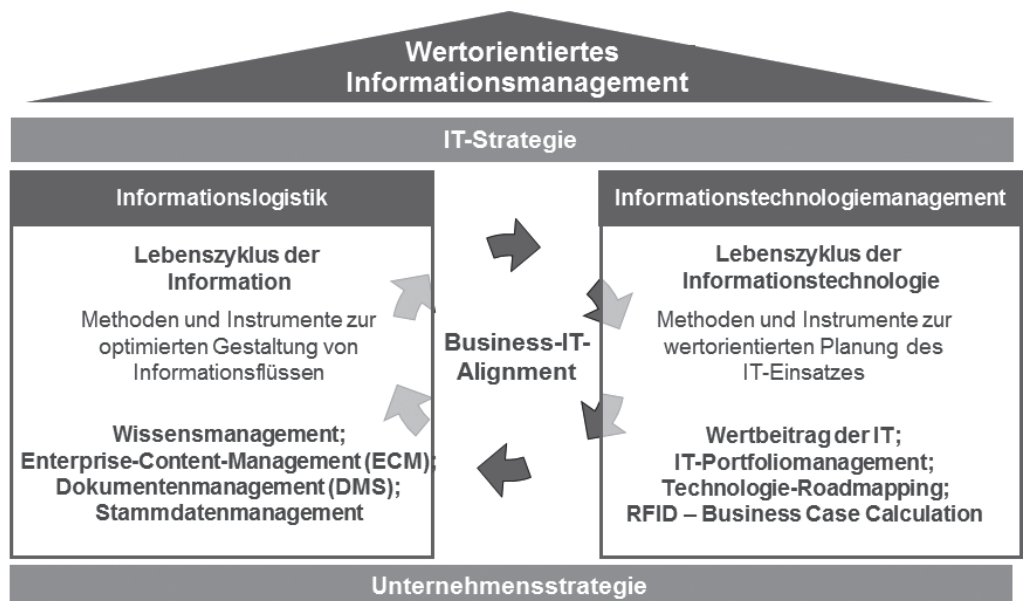 Wertorientiertes
Informationsmanagement
IT-Strategie
Informationslogistik
Lebenszyklus der
Information
Methoden und Instrumente zur
optimierten Gestaltung von
Informationsflüssen
Wissensmanagement;
Enterprise-Content-Management (ECM);
Dokumentenmanagement (DMS);
Stammdatenmanagement
Business-IT-
Alignment
Informationstechnologiemanagement
Lebenszyklus der
Informationstechnologie
Methoden und Instrumente zur
wertorientierten Planung des
IT-Einsatzes
Wertbeitrag der IT;
IT-Portfoliomanagement;
Technologie-Roadmapping;
RFID – Business Case Calculation
Unternehmensstrategie